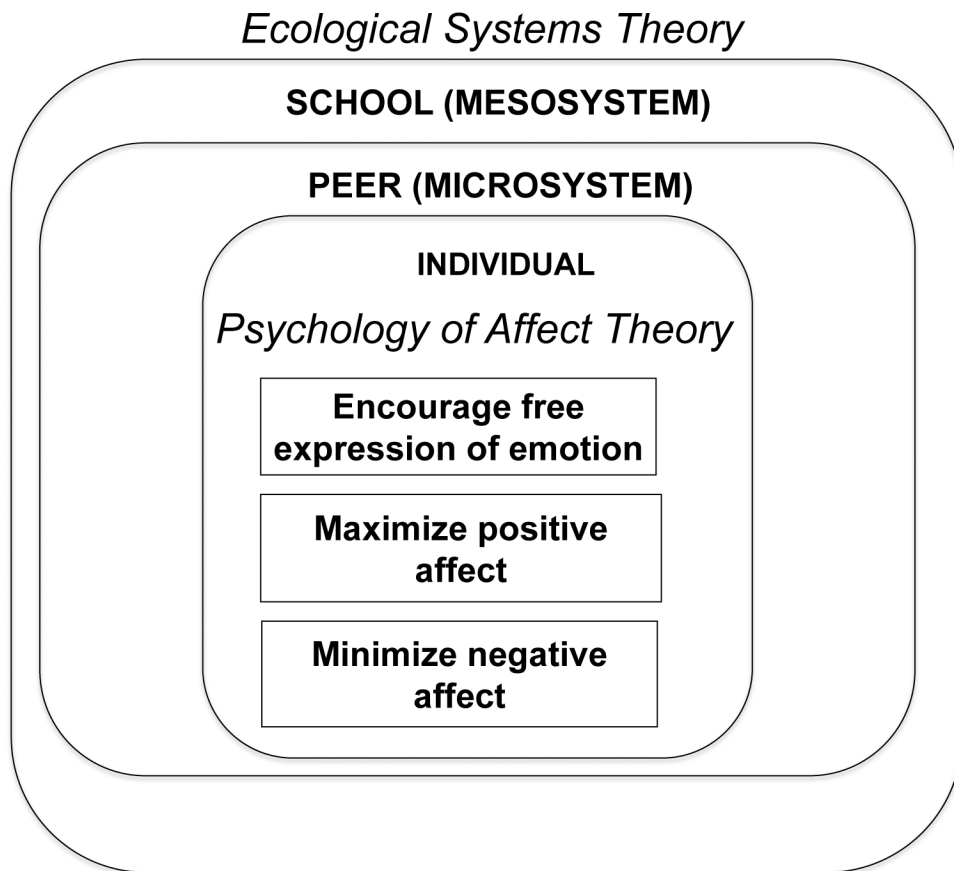 Ecological Systems Theory
SCHOOL (MESOSYSTEM)
PEER (MICROSYSTEM)
INDIVIDUAL
Psychology of Affect Theory
Encourage free
expression of emotion
Maximize positive
affect
Minimize negative
affect